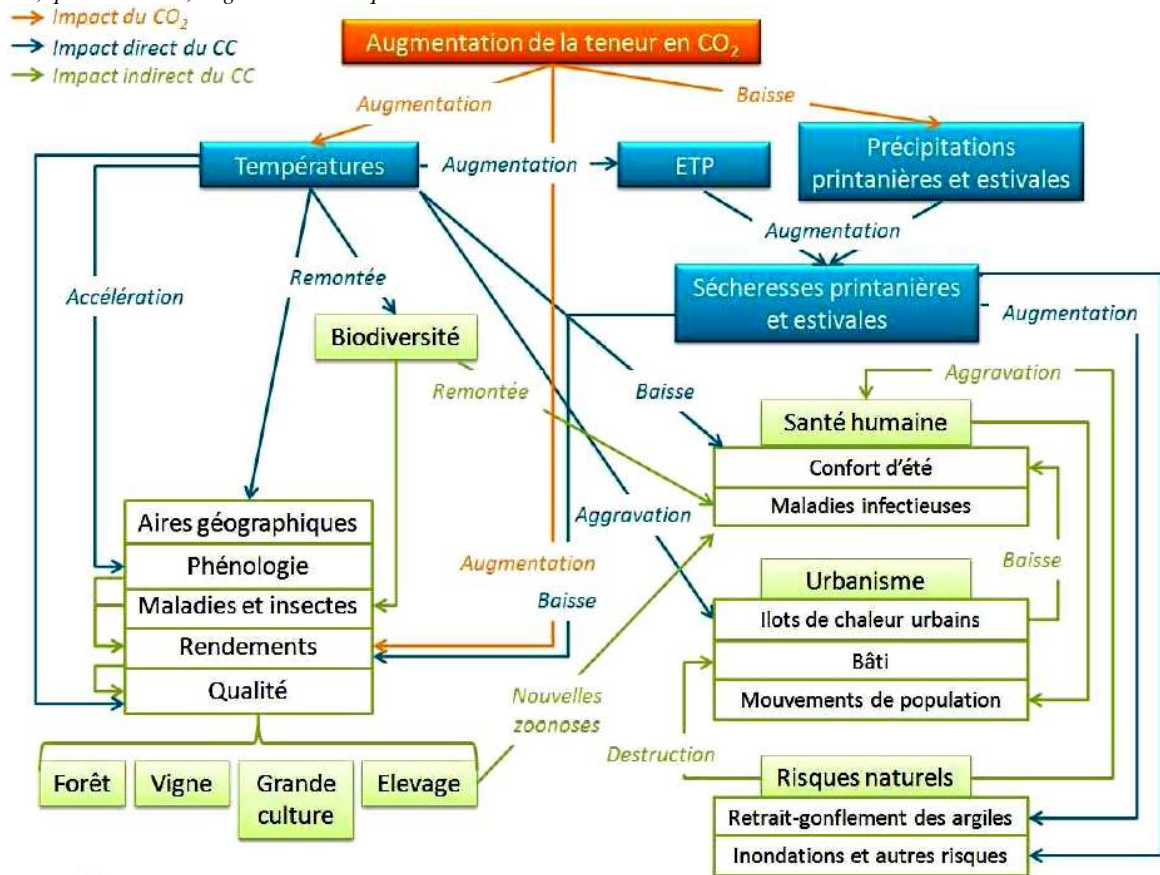 Impact du CO₂
Impact direct du CC
Impact indirect du CC
Augmentation de la teneur en CO₂
Augmentation
Baisse
Températures
Augmentation
ETP
Précipitations
printanières et estivales
Augmentation
Remontée
Accélération
Sécheresses printanières
et estivales
Augmentation
Biodiversité
Remontée
Baisse
Aggravation
Santé humaine
Confort d'été
Maladies infectieuses
Aires géographiques
Phénologie
Maladies et insectes
Rendements
Qualité
Aggravation
Augmentation
Baisse
Baisse
Urbanisme
Ilots de chaleur urbains
Bâti
Mouvements de population
Nouvelles
zoonoses
Destruction
Forêt
Vigne
Grande
culture
Elevage
Risques naturels
Retrait-gonflement des argiles
Inondations et autres risques